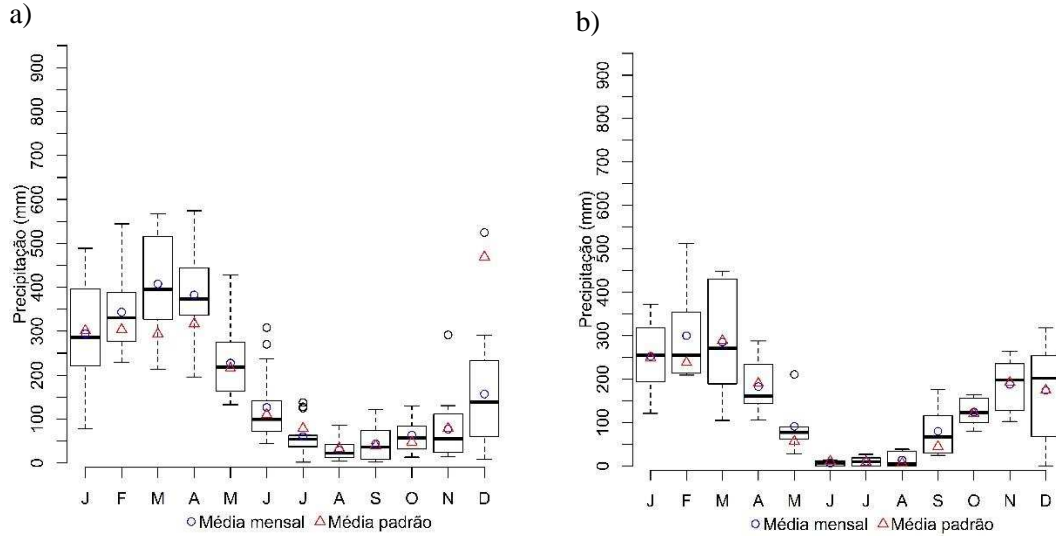 a)
Precipitação (mm)
0 100 200 300 400 500 600 700 800 900
J F M A M J J A S O N D
Média mensal Média padrão
b)
Precipitação (mm)
0 100 200 300 400 500 600 700 800 900
J F M A M J J A S O N D
Média mensal Média padrão